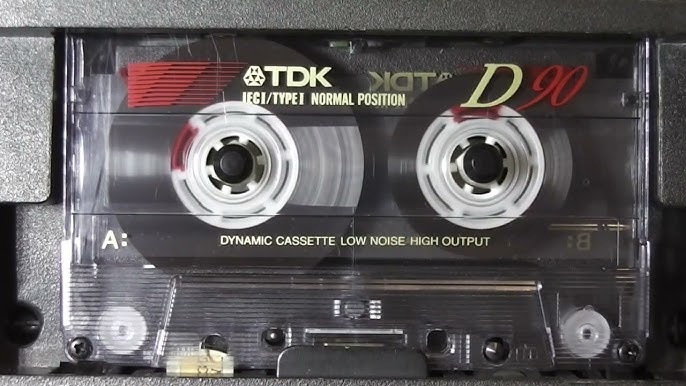 TDK TDK D90
IEC I/TYPE I NORMAL POSITION
A: DYNAMIC CASSETTE LOW NOISE HIGH OUTPUT B: